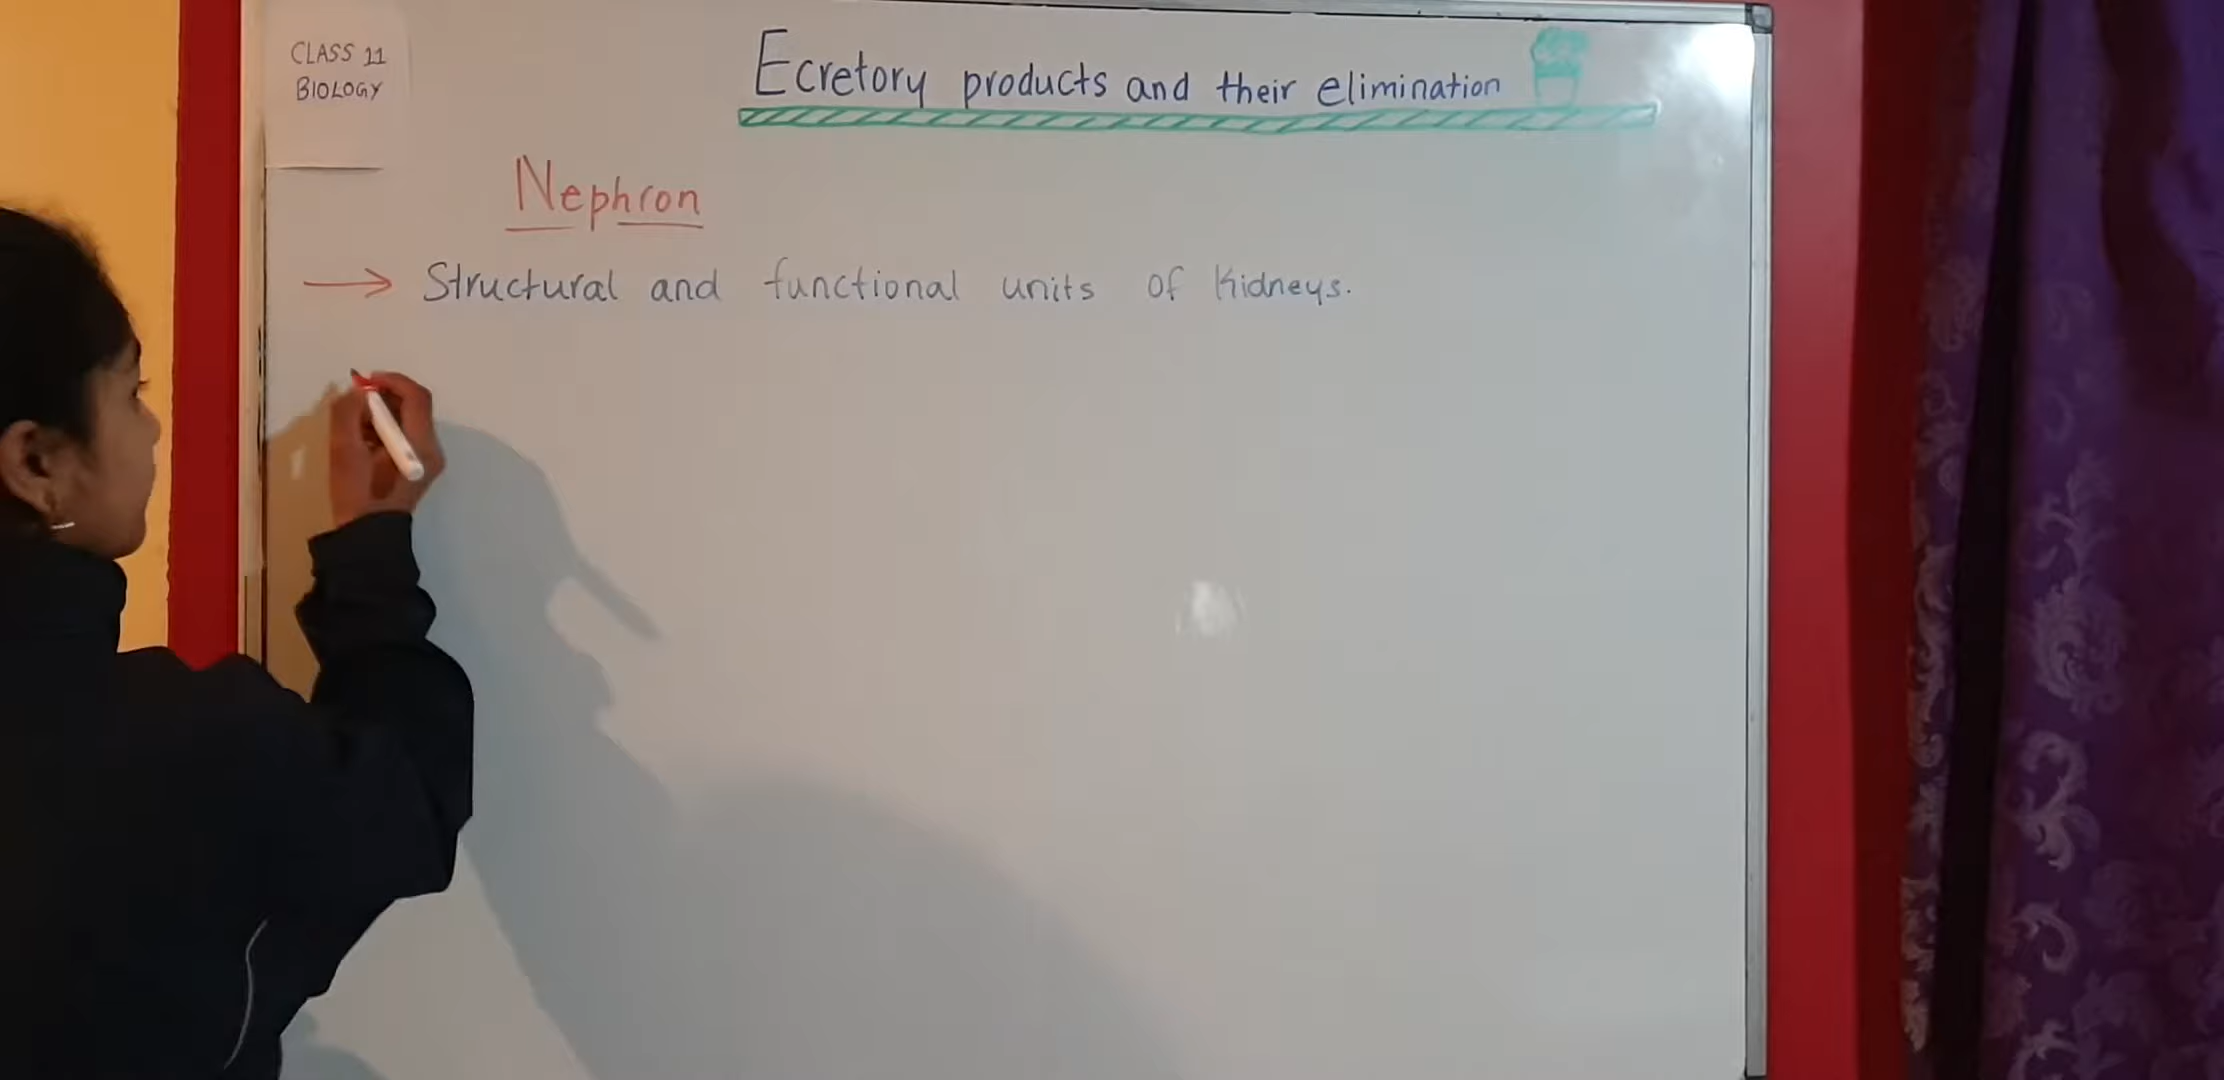 CLASS 11
BIOLOGY
Ecretory products and their elimination
Nephron
→ Structural and functional units of kidneys.